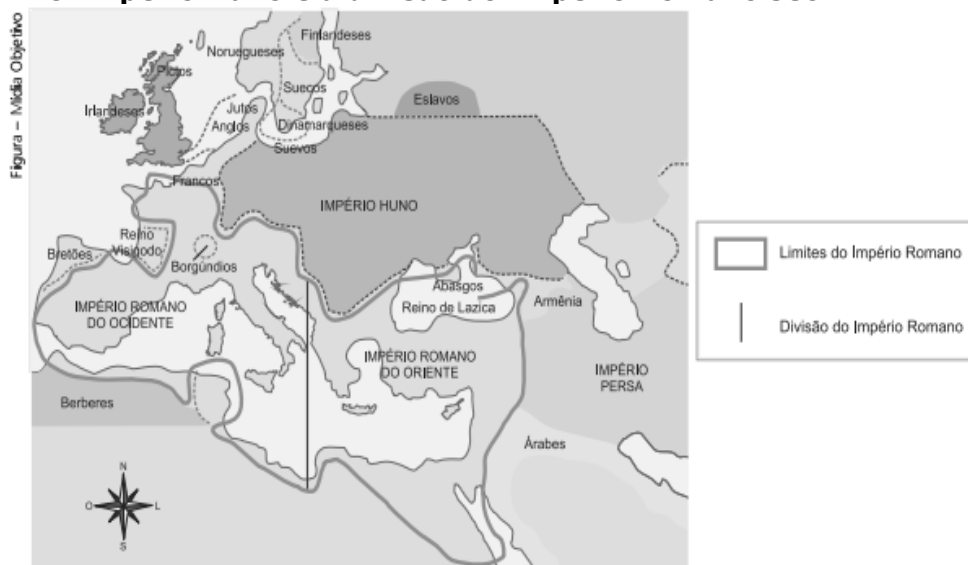 Figura – Mídia Objetivo
Noruegueses
Finlandeses
Pictos
Suecos
Eslavos
Irlandeses
Jutos
Anglos
Dinamarqueses
Suevos
Francos
IMPÉRIO HUNO
Reino
Visigodo
Bretões
Borgúndios
Abasgos
Reino de Lazica
Armênia
IMPÉRIO ROMANO
DO OCIDENTE
IMPÉRIO ROMANO
DO ORIENTE
IMPÉRIO
PERSA
Berberes
Árabes
N
O
L
S
Limites do Império Romano
Divisão do Império Romano